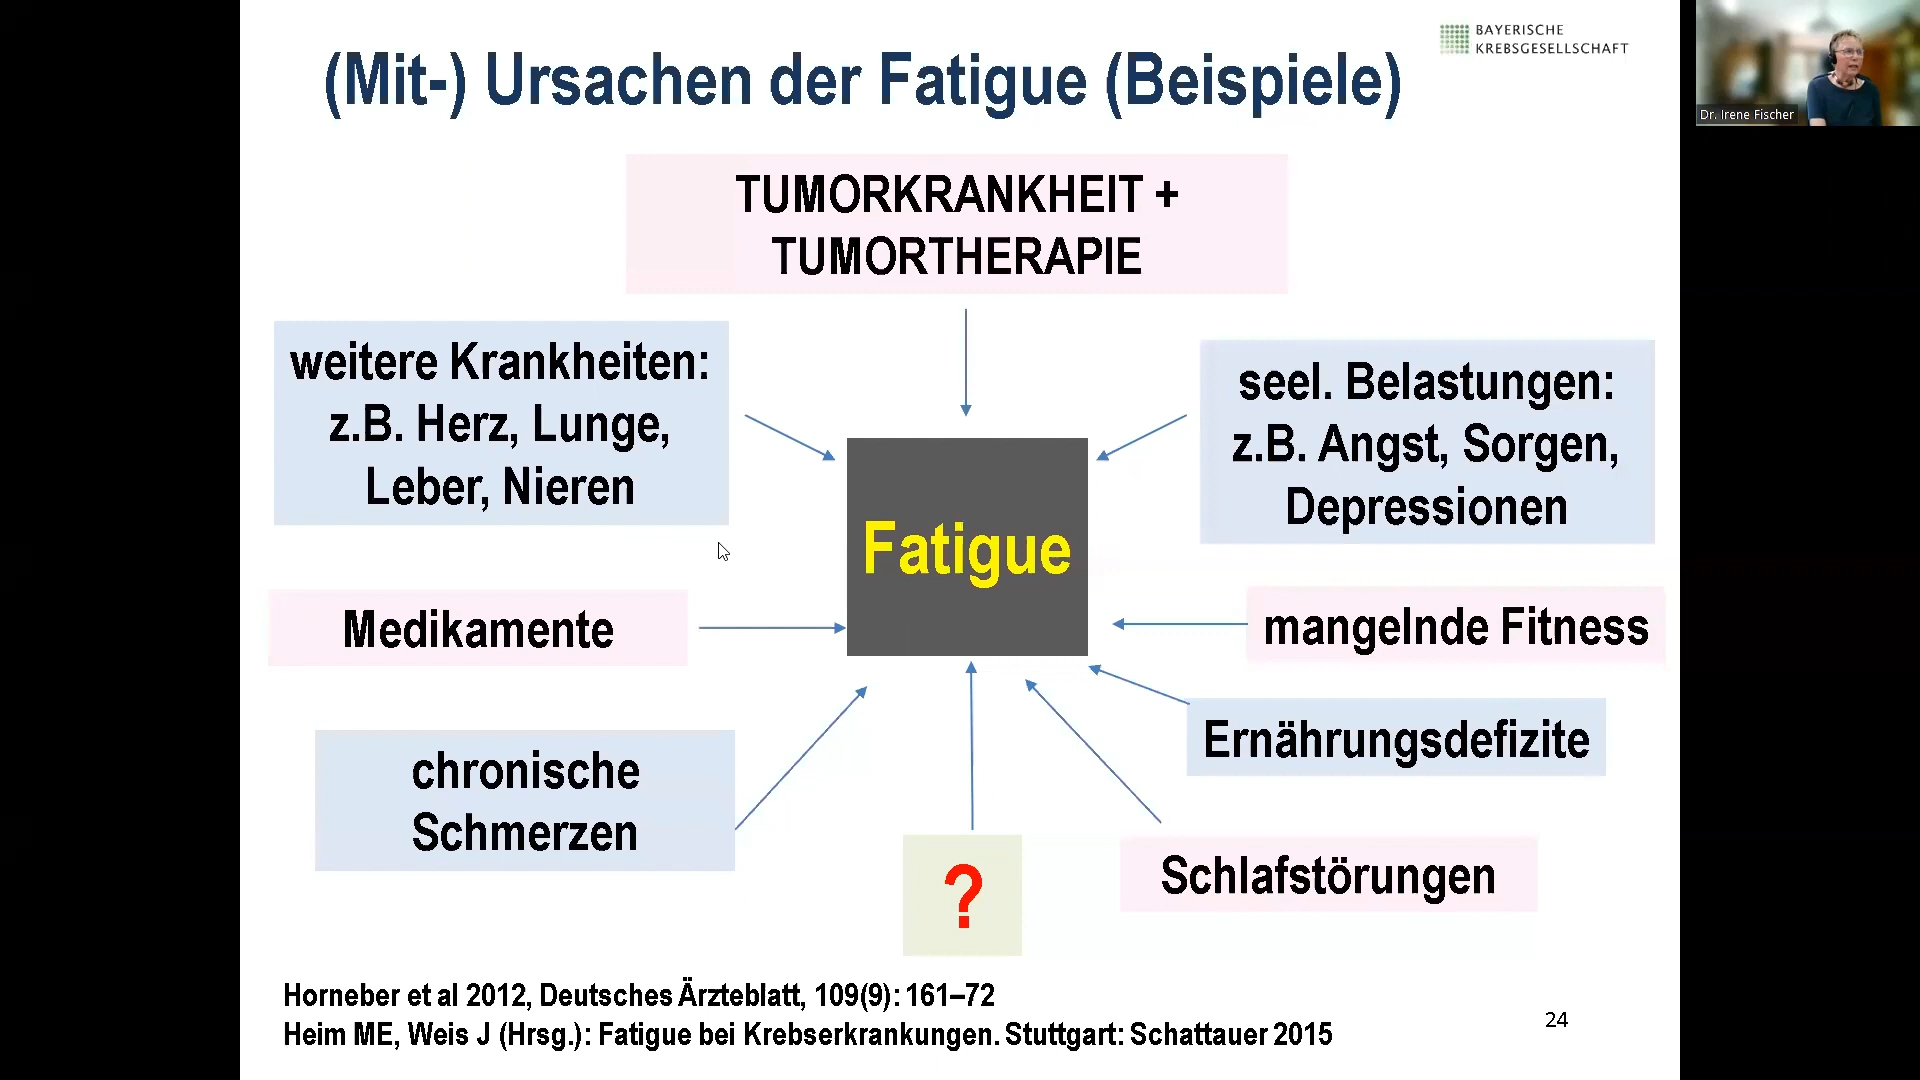 (Mit-) Ursachen der Fatigue (Beispiele)
BAYERISCHE
KREBSGESELLSCHAFT
Dr. Irene Fischer
TUMORKRANKHEIT +
TUMORTHERAPIE
weitere Krankheiten:
z.B. Herz, Lunge,
Leber, Nieren
seel. Belastungen:
z.B. Angst, Sorgen,
Depressionen
Fatigue
Medikamente
mangelnde Fitness
chronische
Schmerzen
Ernährungsdefizite
?
Schlafstörungen
Horneber et al 2012, Deutsches Ärzteblatt, 109(9): 161–72
Heim ME, Weis J (Hrsg.): Fatigue bei Krebserkrankungen. Stuttgart: Schattauer 2015
24